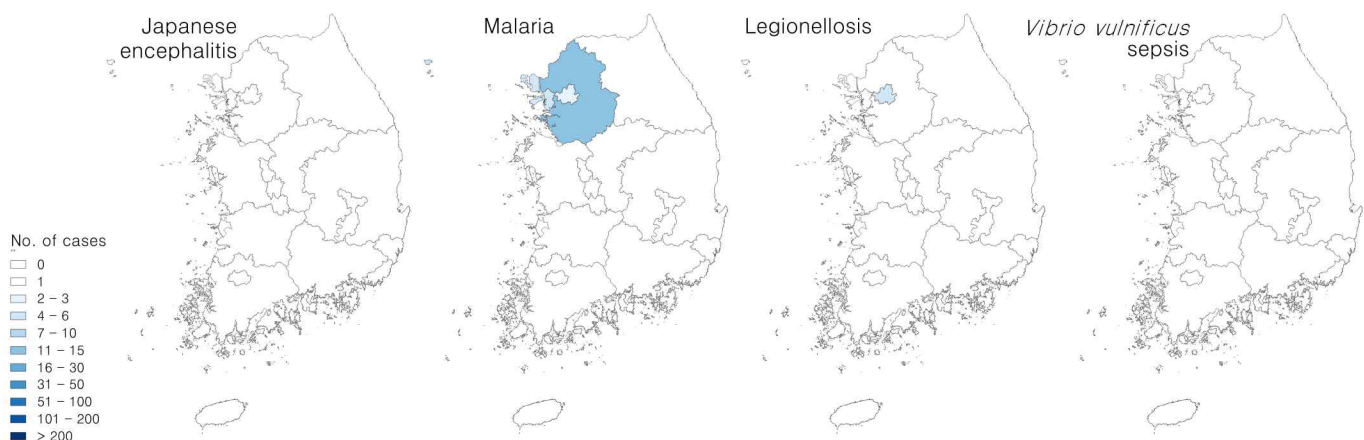 Japanese
encephalitis
Malaria
Legionellosis
Vibrio vulnificus
sepsis
No. of cases
0
1
2 – 3
4 – 6
7 – 10
11 – 15
16 – 30
31 – 50
51 – 100
101 – 200
> 200